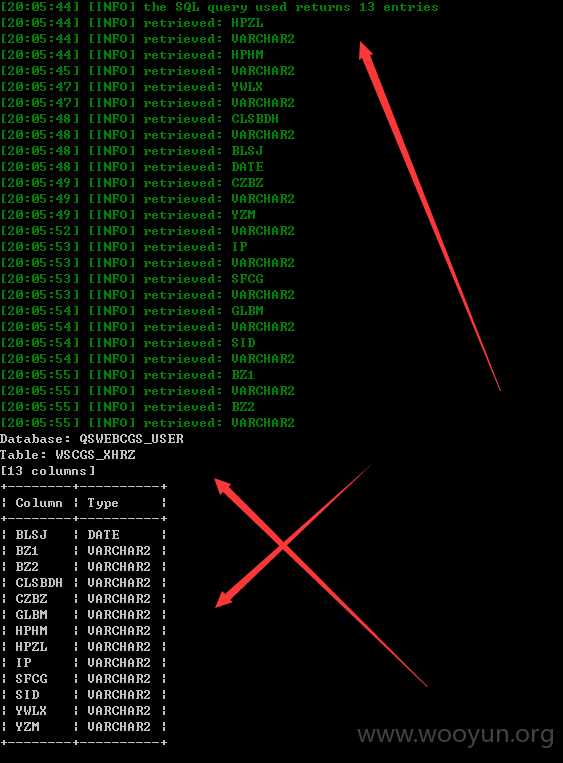 [20:05:44] [INFO] the SQL query used returns 13 entries
[20:05:44] [INFO] retrieved: HPZL
[20:05:44] [INFO] retrieved: VARCHAR2
[20:05:44] [INFO] retrieved: HPHM
[20:05:45] [INFO] retrieved: VARCHAR2
[20:05:47] [INFO] retrieved: YWLX
[20:05:47] [INFO] retrieved: VARCHAR2
[20:05:48] [INFO] retrieved: CLSBDH
[20:05:48] [INFO] retrieved: VARCHAR2
[20:05:48] [INFO] retrieved: BLSJ
[20:05:48] [INFO] retrieved: DATE
[20:05:49] [INFO] retrieved: CZBZ
[20:05:49] [INFO] retrieved: VARCHAR2
[20:05:49] [INFO] retrieved: YZM
[20:05:52] [INFO] retrieved: VARCHAR2
[20:05:53] [INFO] retrieved: IP
[20:05:53] [INFO] retrieved: VARCHAR2
[20:05:53] [INFO] retrieved: SFCG
[20:05:53] [INFO] retrieved: VARCHAR2
[20:05:54] [INFO] retrieved: GLBM
[20:05:54] [INFO] retrieved: VARCHAR2
[20:05:54] [INFO] retrieved: SID
[20:05:54] [INFO] retrieved: VARCHAR2
[20:05:55] [INFO] retrieved: BZ1
[20:05:55] [INFO] retrieved: VARCHAR2
[20:05:55] [INFO] retrieved: BZ2
[20:05:55] [INFO] retrieved: VARCHAR2
Database: QSWEBCGS_USER
Table: WSCGS_XHRZ
[13 columns]
+--------+----------+
¦ Column ¦ Type     ¦
+--------+----------+
¦ BLSJ   ¦ DATE     ¦
¦ BZ1    ¦ VARCHAR2 ¦
¦ BZ2    ¦ VARCHAR2 ¦
¦ CLSBDH ¦ VARCHAR2 ¦
¦ CZBZ   ¦ VARCHAR2 ¦
¦ GLBM   ¦ VARCHAR2 ¦
¦ HPHM   ¦ VARCHAR2 ¦
¦ HPZL   ¦ VARCHAR2 ¦
¦ IP     ¦ VARCHAR2 ¦
¦ SFCG   ¦ VARCHAR2 ¦
¦ SID    ¦ VARCHAR2 ¦
¦ YWLX   ¦ VARCHAR2 ¦
¦ YZM    ¦ VARCHAR2 ¦
+--------+----------+
www.wooyun.org